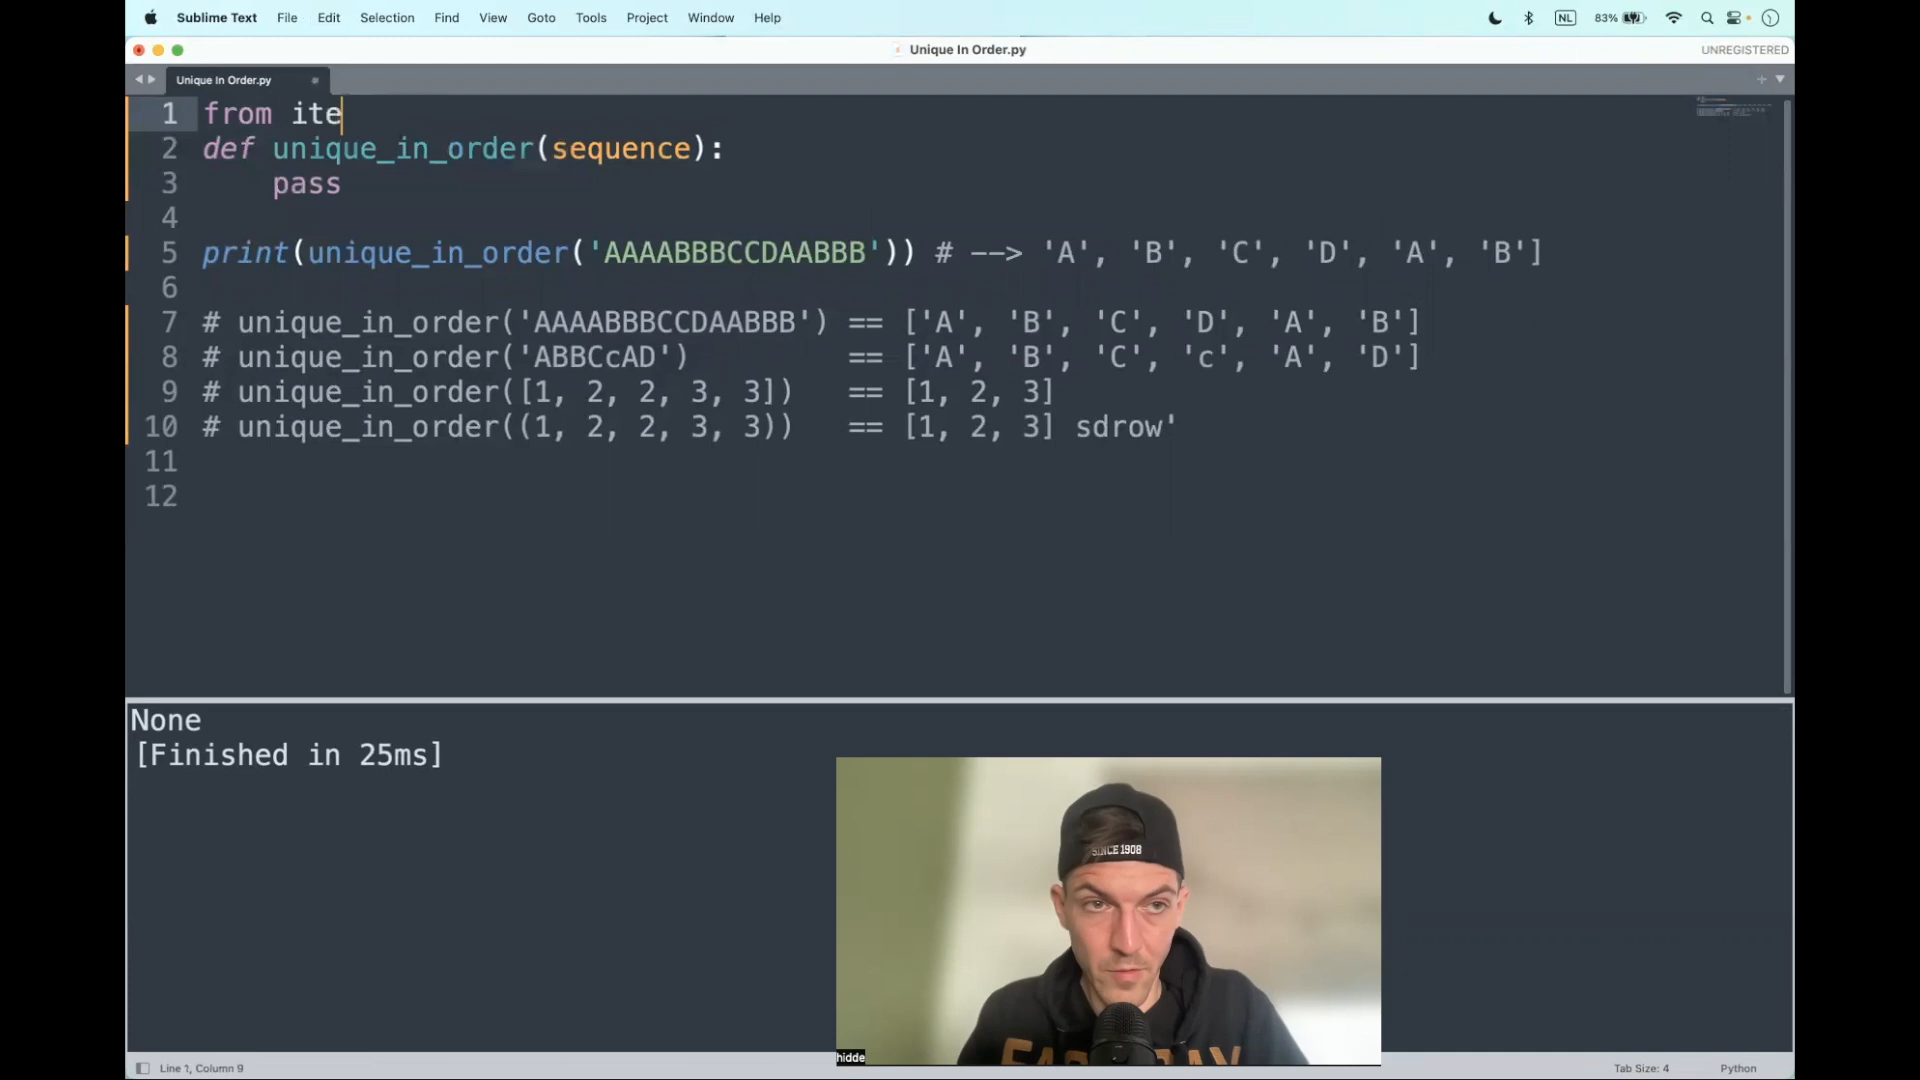 Sublime Text File Edit Selection Find View Goto Tools Project Window Help NL 83%
Unique In Order.py UNREGISTERED
Unique In Order.py
1 from ite
2 def unique_in_order(sequence):
3 pass
4
5 print(unique_in_order('AAAABBBCCDAABBB')) # --> 'A', 'B', 'C', 'D', 'A', 'B']
6
7 # unique_in_order('AAAABBBCCDAABBB') == ['A', 'B', 'C', 'D', 'A', 'B']
8 # unique_in_order('ABBCcAD') == ['A', 'B', 'C', 'c', 'A', 'D']
9 # unique_in_order([1, 2, 2, 3, 3]) == [1, 2, 3]
10 # unique_in_order((1, 2, 2, 3, 3)) == [1, 2, 3] sdrow'
11
12
None
[Finished in 25ms]
SINCE 1908
hidde
Line 1, Column 9 Tab Size: 4 Python